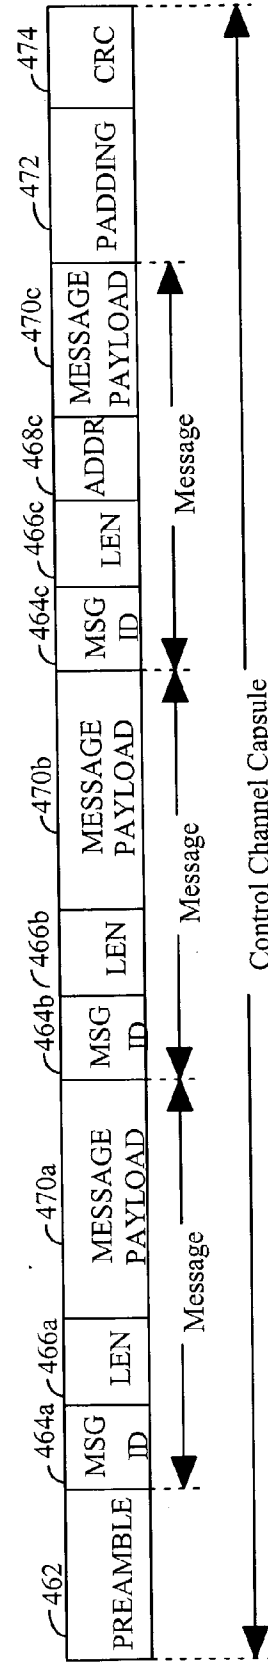 462
464a
466a
470a
464b
466b
470b
464c
466c
468c
470c
472
474
PREAMBLE
MSG
ID
LEN
MESSAGE
PAYLOAD
MSG
ID
LEN
MESSAGE
PAYLOAD
MSG
ID
LEN
ADDR
MESSAGE
PAYLOAD
PADDING
CRC
Message
Message
Message
Control Channel Capsule